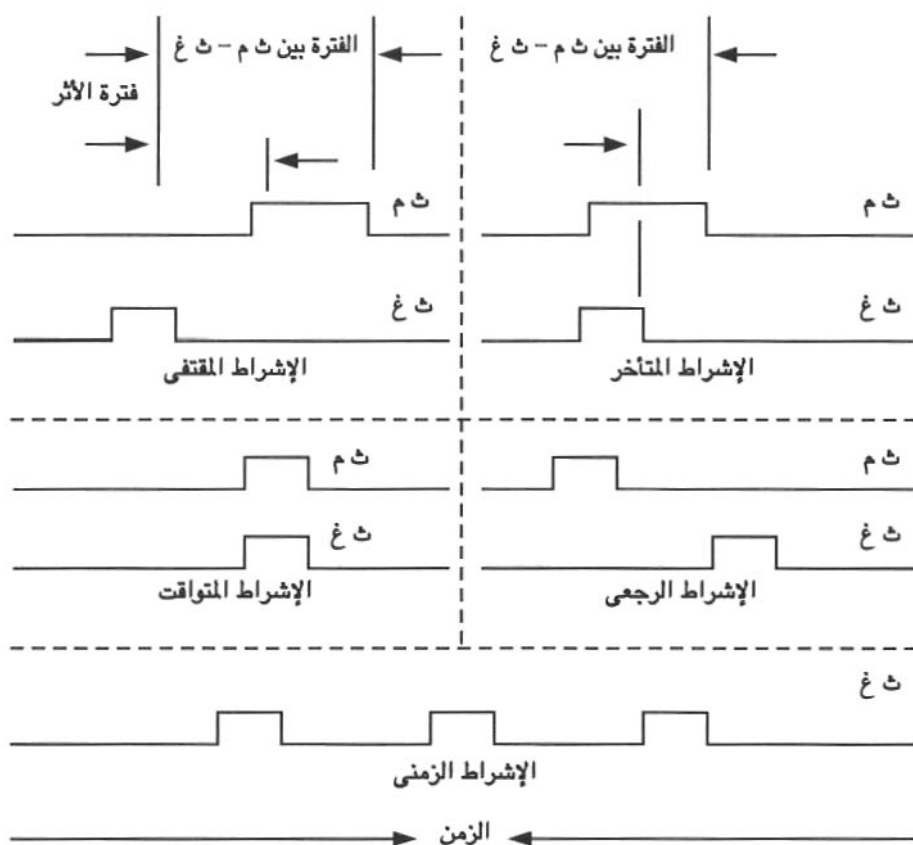 الفترة بين ث م – ث غ
الفترة بين ث م – ث غ
فترة الأثر
ث م
ث م
ث غ
ث غ
الإشراط المتأخر
الإشراط المقتفى
ث م
ث م
ث غ
ث غ
الإشراط الرجعى
الإشراط المتواقت
ث غ
الإشراط الزمنى
الزمن